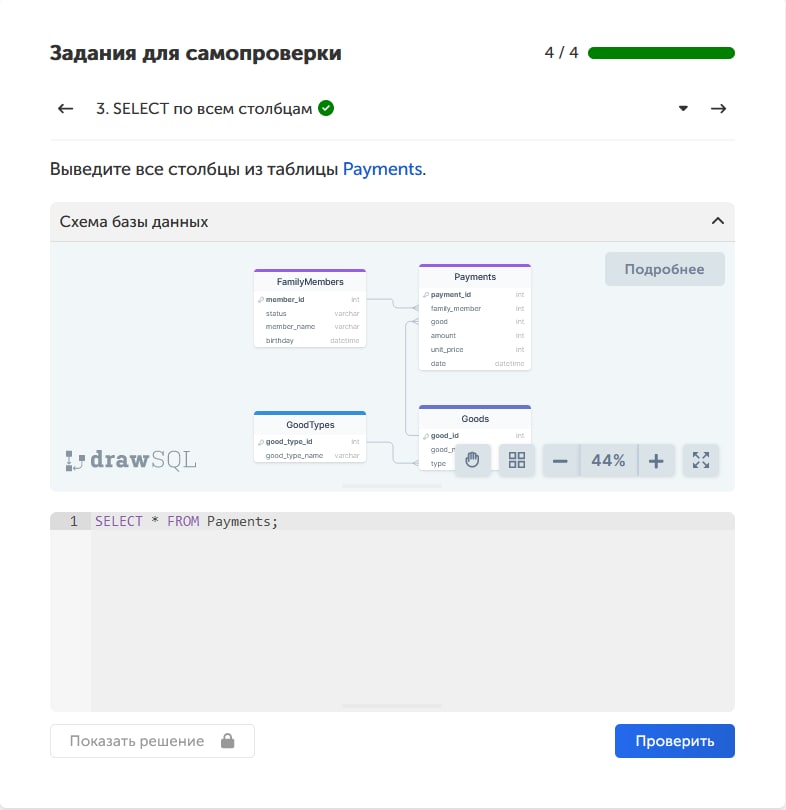 Задания для самопроверки
4 / 4
3. SELECT по всем столбцам
Выведите все столбцы из таблицы Payments.
Схема базы данных
Подробнее
FamilyMembers
member_id int
status varchar
member_name varchar
birthday datetime
Payments
payment_id int
family_member int
good int
amount int
unit_price int
date datetime
GoodTypes
good_type_id int
good_type_name varchar
Goods
good_id int
good_n
type
drawSQL
44%
1 SELECT * FROM Payments;
Показать решение
Проверить